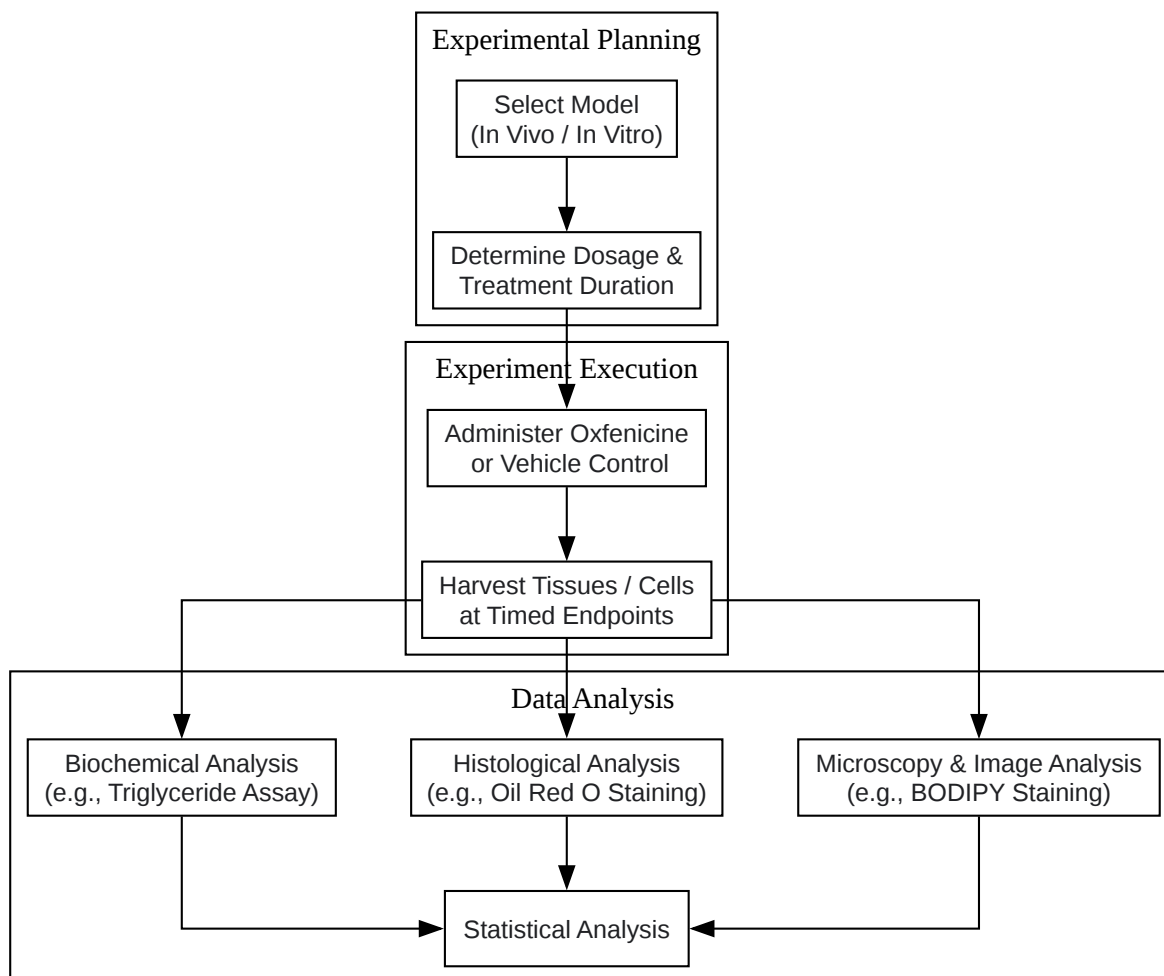 Experimental Planning
Select Model
(In Vivo / In Vitro)
Determine Dosage &
Treatment Duration
Experiment Execution
Administer Oxfenicine
or Vehicle Control
Harvest Tissues / Cells
at Timed Endpoints
Data Analysis
Biochemical Analysis
(e.g., Triglyceride Assay)
Histological Analysis
(e.g., Oil Red O Staining)
Microscopy & Image Analysis
(e.g., BODIPY Staining)
Statistical Analysis